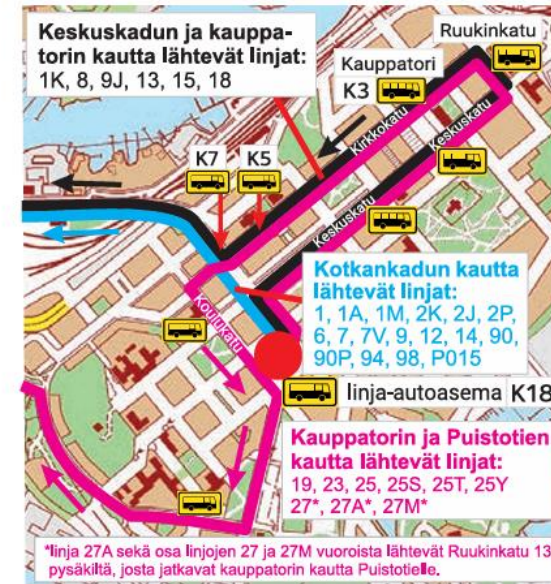 Keskuskadun ja kauppa-
torin kautta lähtevät linjat:
1K, 8, 9J, 13, 15, 18
Ruukinkatu
Kauppatori
K3
K7
K5
Kirkkokatu
Keskuskatu
Keskuskatu
Koulukatu
Kotkankadun kautta
lähtevät linjat:
1, 1A, 1M, 2K, 2J, 2P,
6, 7, 7V, 9, 12, 14, 90,
90P, 94, 98, P015
linja-autoasema K18
Kauppatorin ja Puistotien
kautta lähtevät linjat:
19, 23, 25, 25S, 25T, 25Y
27*, 27A*, 27M*
*linja 27A sekä osa linjojen 27 ja 27M vuoroista lähtevät Ruukinkatu 13
pysäkiltä, josta jatkavat kauppatorin kautta Puistotielle.